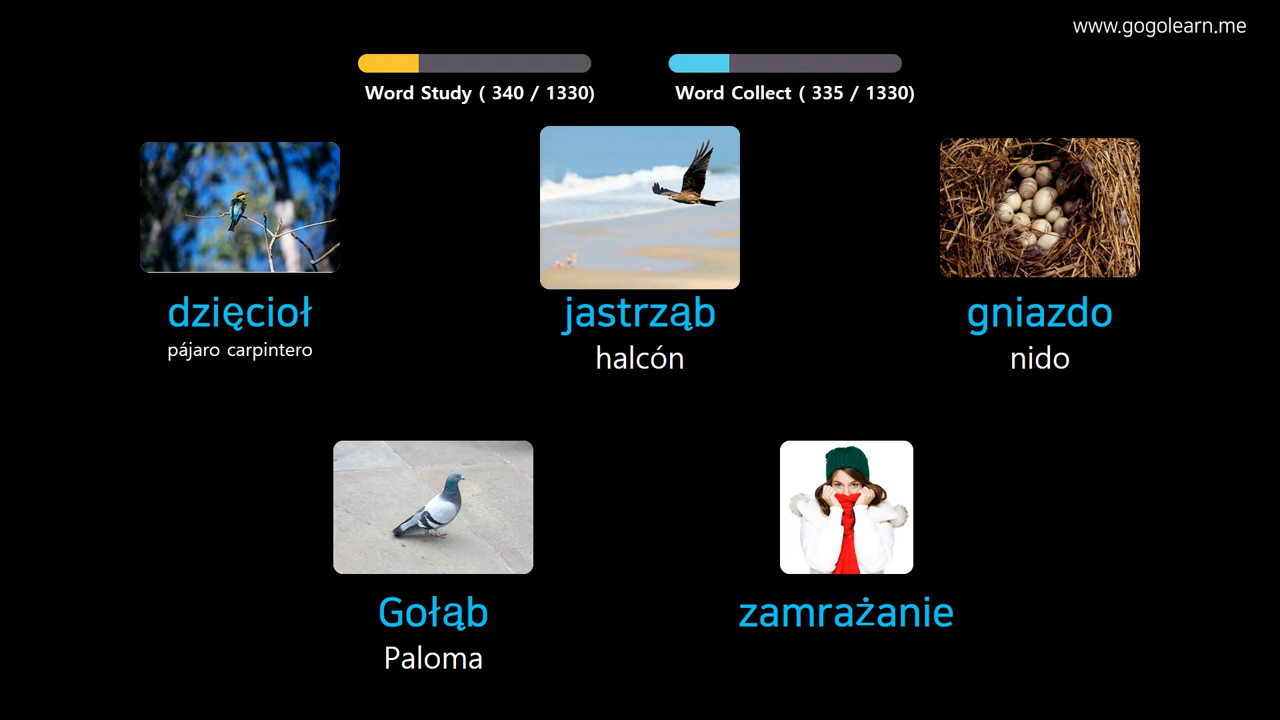 www.gogolearn.me
Word Study ( 340 / 1330)
Word Collect ( 335 / 1330)
dzięcioł
pájaro carpintero
jastrząb
halcón
gniazdo
nido
Gołąb
Paloma
zamrażanie